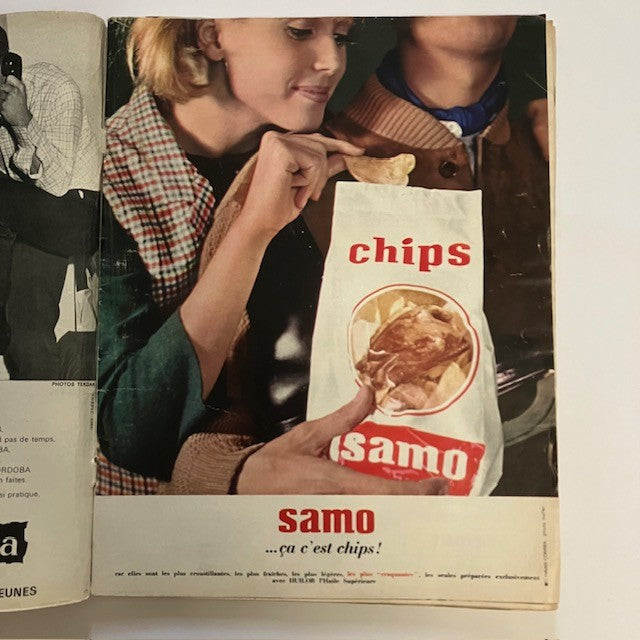 PHOTOS TEXIER
l pas de temps,
BA,
ORDOBA
n faites
si pratique.
a
EUNES
chips
samo
samo
...ça c'est chips!
car elles sont les plus croustillantes, les plus fraîches, les plus légères, les plus "craquantes", les seules préparées exclusivement
avec HUILOR l'Huile Supérieure